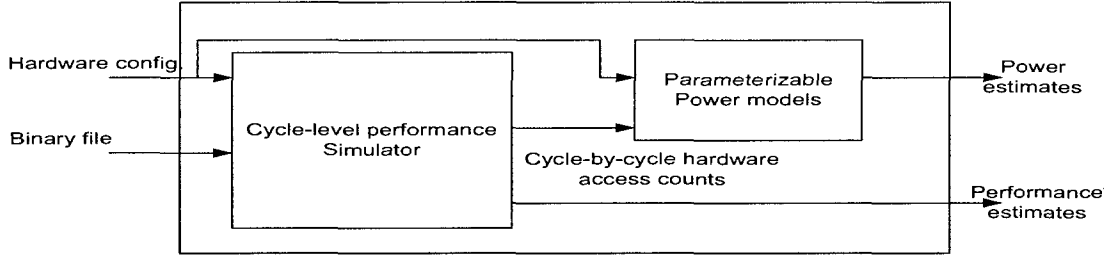 Hardware config.
Binary file
Cycle-level performance
Simulator
Parameterizable
Power models
Cycle-by-cycle hardware
access counts
Power
estimates
Performance
estimates